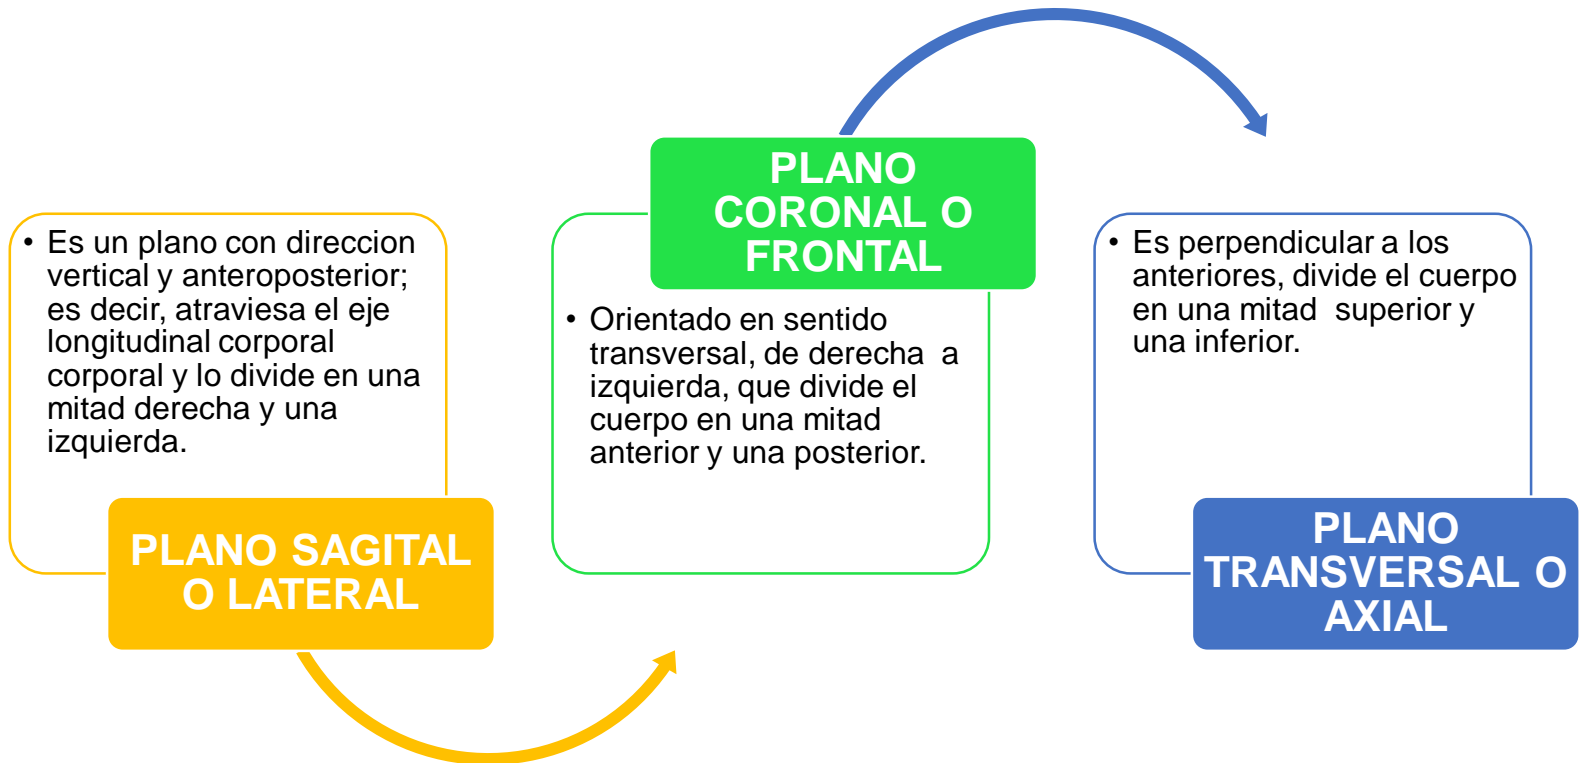 • Es un plano con direccion
vertical y anteroposterior;
es decir, atraviesa el eje
longitudinal corporal
corporal y lo divide en una
mitad derecha y una
izquierda.
PLANO SAGITAL
O LATERAL
PLANO
CORONAL O
FRONTAL
• Orientado en sentido
transversal, de derecha  a
izquierda, que divide el
cuerpo en una mitad
anterior y una posterior.
• Es perpendicular a los
anteriores, divide el cuerpo
en una mitad  superior y
una inferior.
PLANO
TRANSVERSAL O
AXIAL